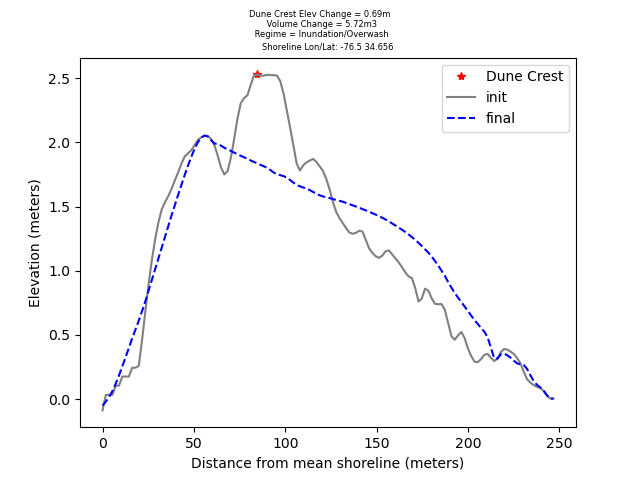 Dune Crest Elev Change = 0.69m
Volume Change = 5.72m3
Regime = Inundation/Overwash
Shoreline Lon/Lat: -76.5 34.656
Dune Crest
init
final
2.5
2.0
1.5
1.0
0.5
0.0
Elevation (meters)
0 50 100 150 200 250
Distance from mean shoreline (meters)